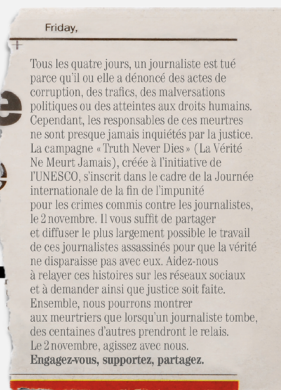 Friday,
Tous les quatre jours, un journaliste est tué
parce qu'il ou elle a dénoncé des actes de
corruption, des trafics, des malversations
politiques ou des atteintes aux droits humains.
Cependant, les responsables de ces meurtres
ne sont presque jamais inquiétés par la justice.
La campagne « Truth Never Dies » (La Vérité
Ne Meurt Jamais), créée à l'initiative de
l'UNESCO, s'inscrit dans le cadre de la Journée
internationale de la fin de l'impunité
pour les crimes commis contre les journalistes,
le 2 novembre. Il vous suffit de partager
et diffuser le plus largement possible le travail
de ces journalistes assassinés pour que la vérité
ne disparaisse pas avec eux. Aidez-nous
à relayer ces histoires sur les réseaux sociaux
et à demander ainsi que justice soit faite.
Ensemble, nous pourrons montrer
aux meurtriers que lorsqu'un journaliste tombe,
des centaines d'autres prendront le relais.
Le 2 novembre, agissez avec nous.
Engagez-vous, supportez, partagez.